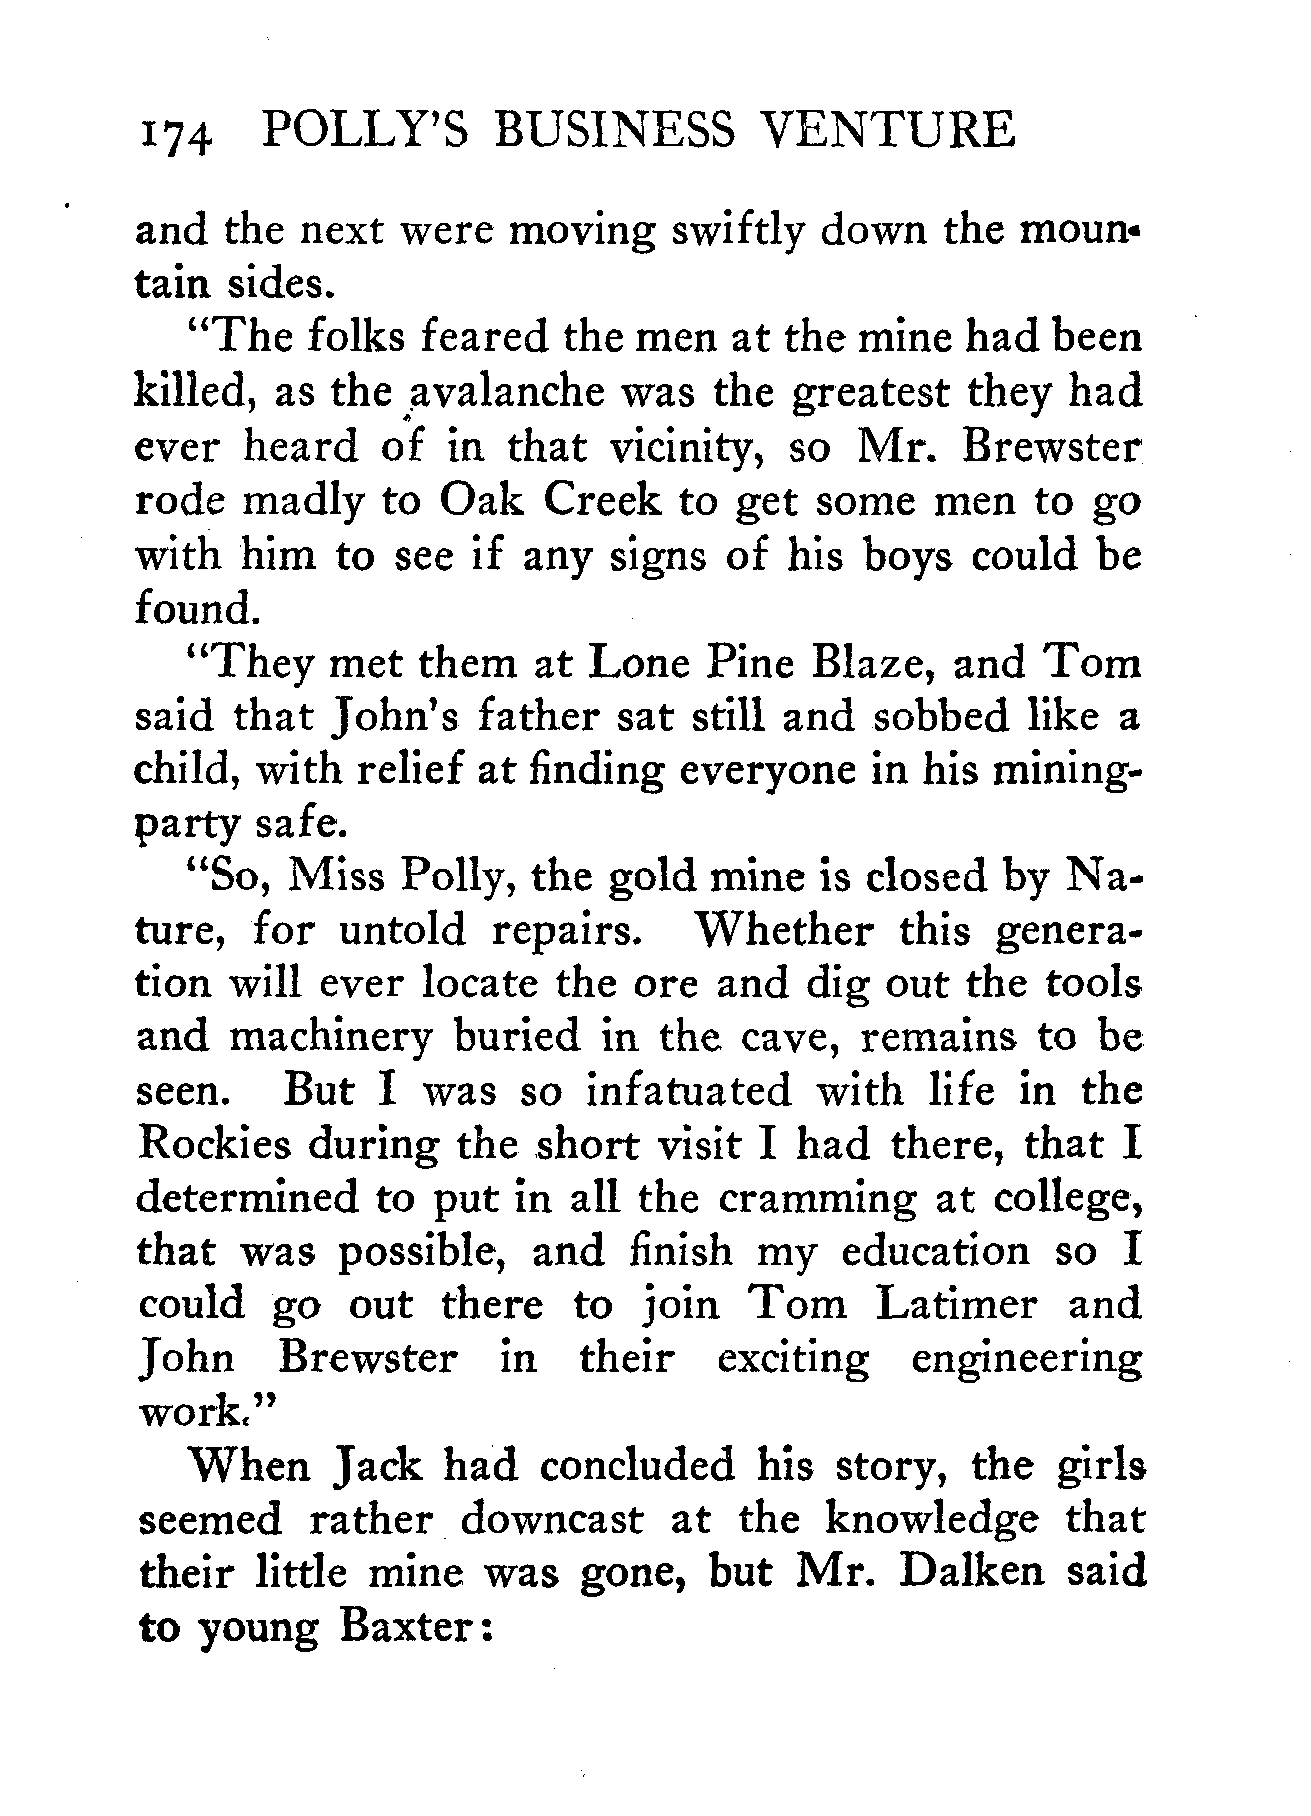 174 POLLY'S BUSINESS VENTURE
and the next were moving swiftly down the moun-
tain sides.
"The folks feared the men at the mine had been
killed, as the avalanche was the greatest they had
ever heard of in that vicinity, so Mr. Brewster
rode madly to Oak Creek to get some men to go
with him to see if any signs of his boys could be
found.
"They met them at Lone Pine Blaze, and Tom
said that John's father sat still and sobbed like a
child, with relief at finding everyone in his mining-
party safe.
"So, Miss Polly, the gold mine is closed by Na-
ture, for untold repairs. Whether this genera-
tion will ever locate the ore and dig out the tools
and machinery buried in the cave, remains to be
seen. But I was so infatuated with life in the
Rockies during the short visit I had there, that I
determined to put in all the cramming at college,
that was possible, and finish my education so I
could go out there to join Tom Latimer and
John Brewster in their exciting engineering
work."
When Jack had concluded his story, the girls
seemed rather downcast at the knowledge that
their little mine was gone, but Mr. Dalken said
to young Baxter: